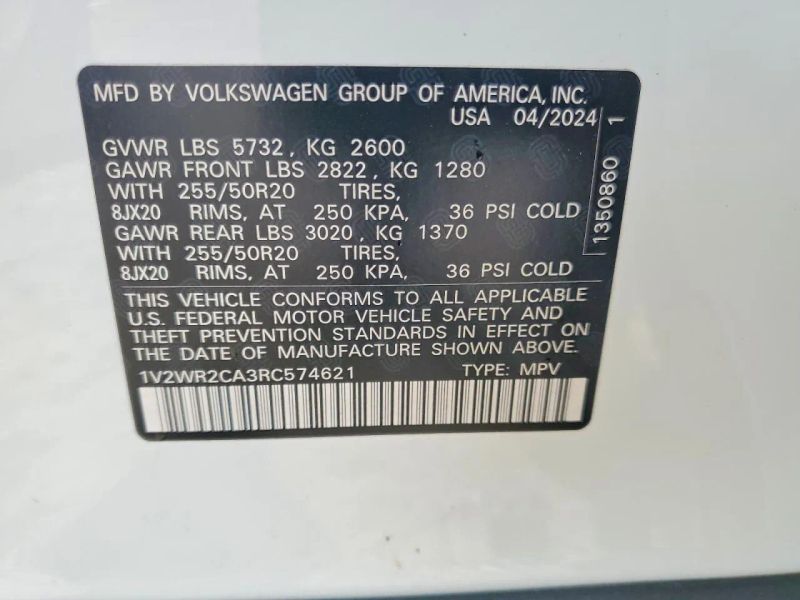 MFD BY VOLKSWAGEN GROUP OF AMERICA, INC.
USA 04/2024
GVWR LBS 5732, KG 2600
GAWR FRONT LBS 2822, KG 1280
WITH 255/50R20 TIRES,
8JX20 RIMS, AT 250 KPA, 36 PSI COLD
GAWR REAR LBS 3020, KG 1370
WITH 255/50R20 TIRES,
8JX20 RIMS, AT 250 KPA, 36 PSI COLD
THIS VEHICLE CONFORMS TO ALL APPLICABLE
U.S. FEDERAL MOTOR VEHICLE SAFETY AND
THEFT PREVENTION STANDARDS IN EFFECT ON
THE DATE OF MANUFACTURE SHOWN ABOVE.
1V2WR2CA3RC574621 TYPE: MPV
1350860 1